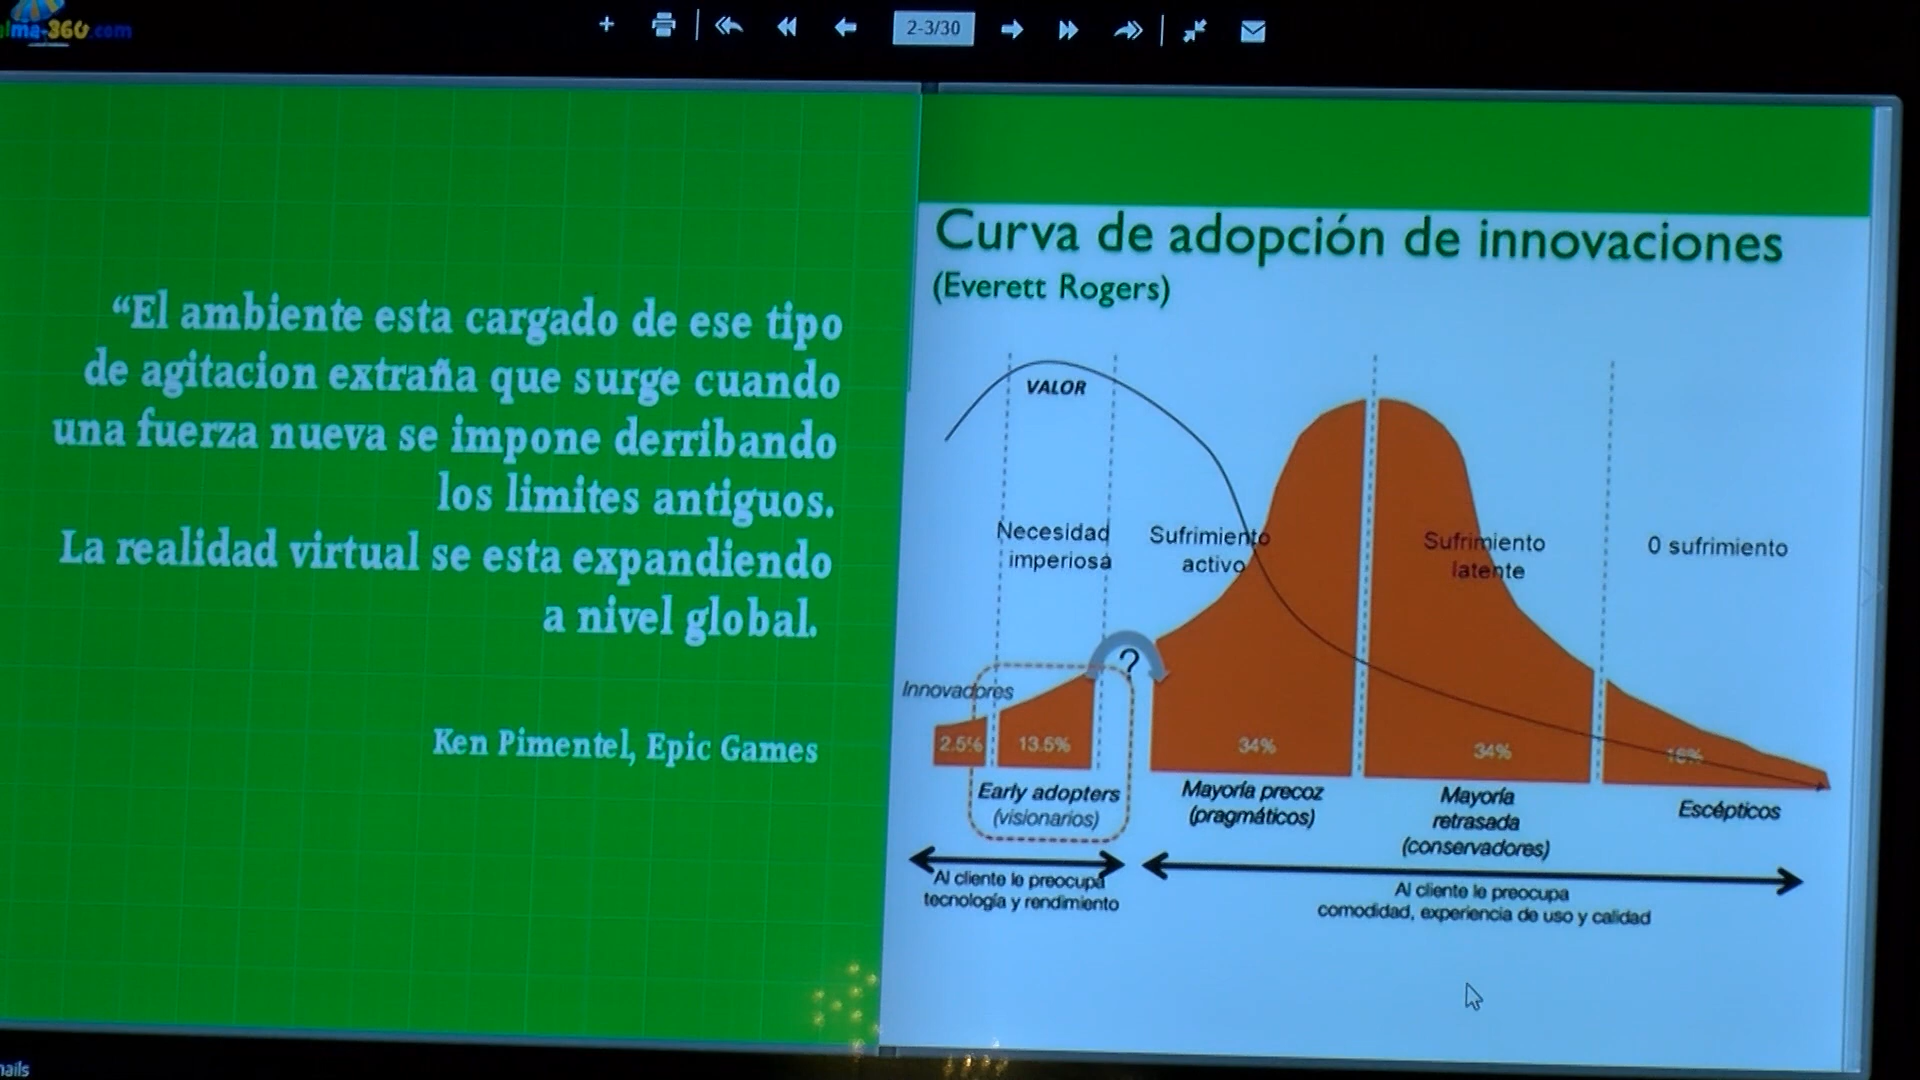 alma-360.com
2-3/30
“El ambiente esta cargado de ese tipo
de agitacion extraña que surge cuando
una fuerza nueva se impone derribando
los limites antiguos.
La realidad virtual se esta expandiendo
a nivel global.
Ken Pimentel, Epic Games
Curva de adopción de innovaciones
(Everett Rogers)
VALOR
Necesidad
imperiosa
Sufrimiento
activo
Sufrimiento
latente
0 sufrimiento
?
Innovadores
2.5%
13.5%
34%
34%
16%
Early adopters
(visionarios)
Mayoría precoz
(pragmáticos)
Mayoría
retrasada
(conservadores)
Escépticos
Al cliente le preocupa
tecnología y rendimiento
Al cliente le preocupa
comodidad, experiencia de uso y calidad